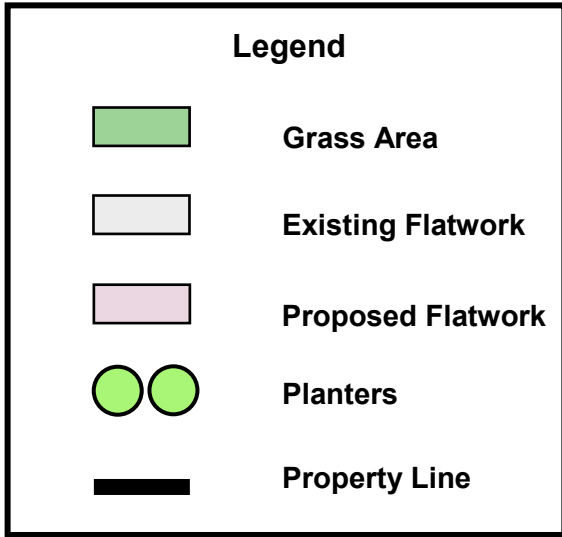 Legend
Grass Area
Existing Flatwork
Proposed Flatwork
Planters
Property Line